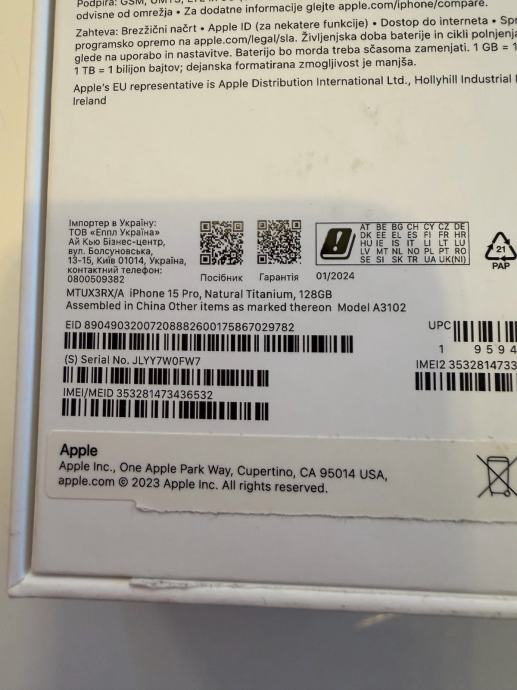 Podpira: GSM, UMTS,
odvisne od omrežja • Za dodatne informacije glejte apple.com/iphone/compare.
Zahteva: Brezžični načrt • Apple ID (za nekatere funkcije) • Dostop do interneta •
programsko opremo na apple.com/legal/sla. Življenjska doba baterije in cikli
glede na uporabo in nastavitve. Baterijo bo morda treba sčasoma zamenjati. 1 GB = 1
1 TB = 1 bilijon bajtov; dejanska formatirana zmogljivost je manjša.
Apple's EU representative is Apple Distribution International Ltd., Hollyhill Industrial
Ireland
Імпортер в Україну:
ТОВ «Еппл Україна»
Ай Кью Бізнес-центр,
вул. Болсуновська,
13-15, Київ 01014, Україна,
контактний телефон:
0800509382
Посібник
Гарантія
AT BE BG CH CY CZ DE
DK EE EL ES FI FR HR
HU IE IS IT LI LT LU
LV MT NL NO PL PT RO
SE SI SK TR UA UK(NI)
01/2024
21
PAP
MTUX3RX/A iPhone 15 Pro, Natural Titanium, 128GB
Assembled in China Other items as marked thereon Model A3102
EID 89049032007208882600175867029782
UPC
1 9594
(S) Serial No. JLYY7W0FW7
IMEI2 353281473
IMEI/MEID 353281473436532
Apple
Apple Inc., One Apple Park Way, Cupertino, CA 95014 USA,
apple.com © 2023 Apple Inc. All rights reserved.